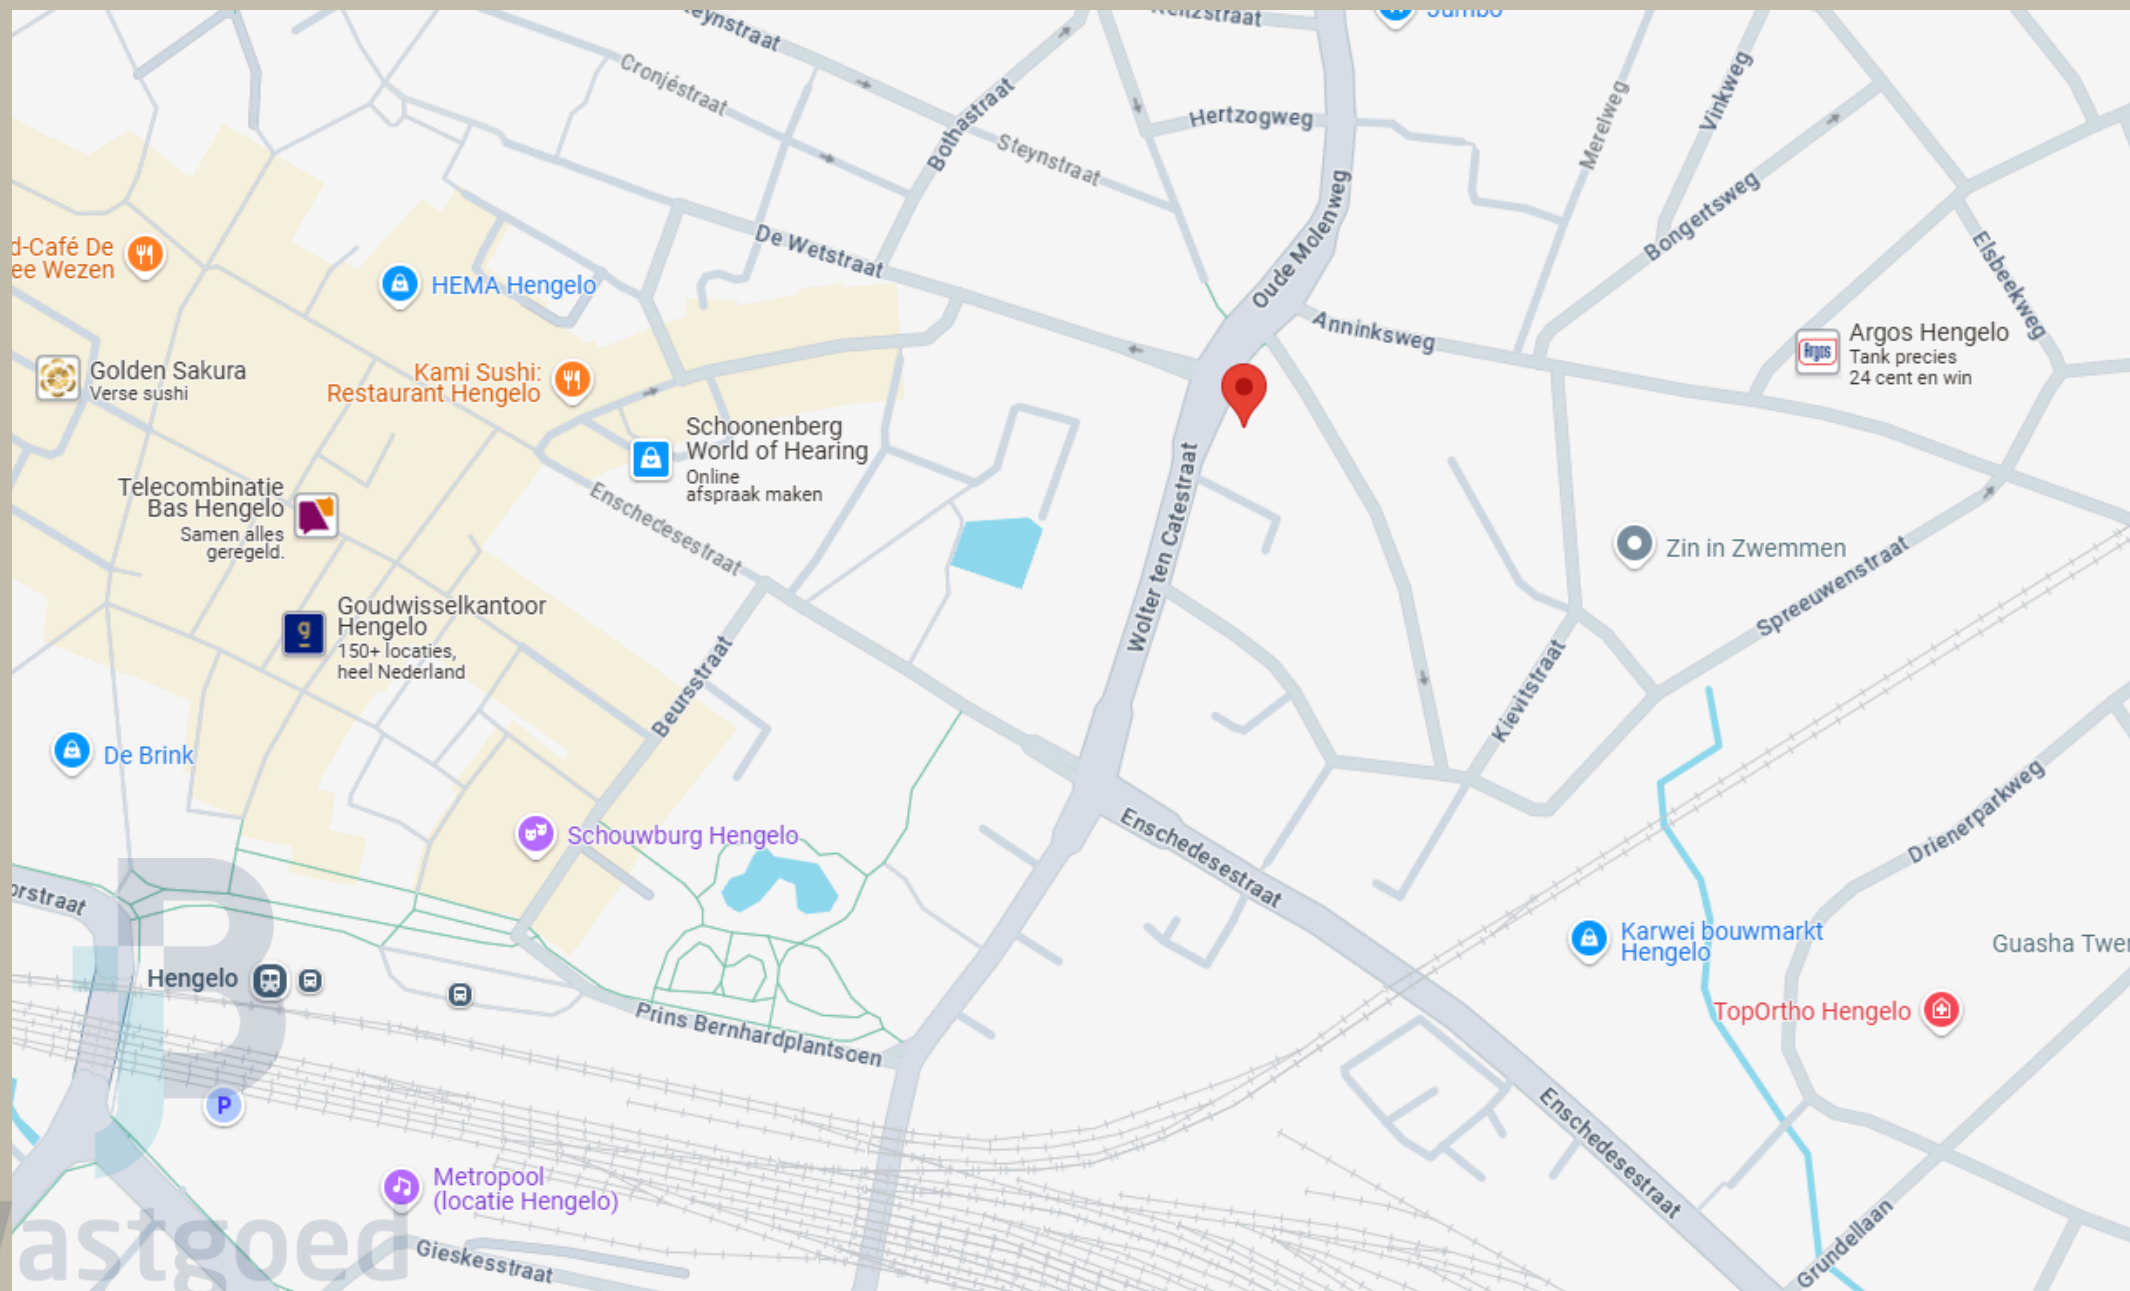 Jumbo
Cronjéstraat
Bothastraat
Steynstraat
Hertzogweg
Merelweg
Vinkweg
Bongertsweg
Elsbeekweg
De Wetstraat
Oude Molenweg
Anninksweg
d-Café De
ee Wezen
HEMA Hengelo
Golden Sakura
Verse sushi
Kami Sushi:
Restaurant Hengelo
Argos
Argos Hengelo
Tank precies
24 cent en win
Schoonenberg
World of Hearing
Online
afspraak maken
Telecombinatie
Bas Hengelo
Samen alles
geregeld.
Enschedesestraat
Wolter ten Catestraat
Zin in Zwemmen
Spreeuwenstraat
g
Goudwisselkantoor
Hengelo
150+ locaties,
heel Nederland
Beursstraat
Kievitstraat
De Brink
Schouwburg Hengelo
Enschedesestraat
Drienerparkweg
orstraat
Karwei bouwmarkt
Hengelo
Guasha Twer
Hengelo
Prins Bernhardplantsoen
TopOrtho Hengelo
P
Enschedesestraat
Metropool
(locatie Hengelo)
Gieskesstraat
Grundellaan
Vastgoed